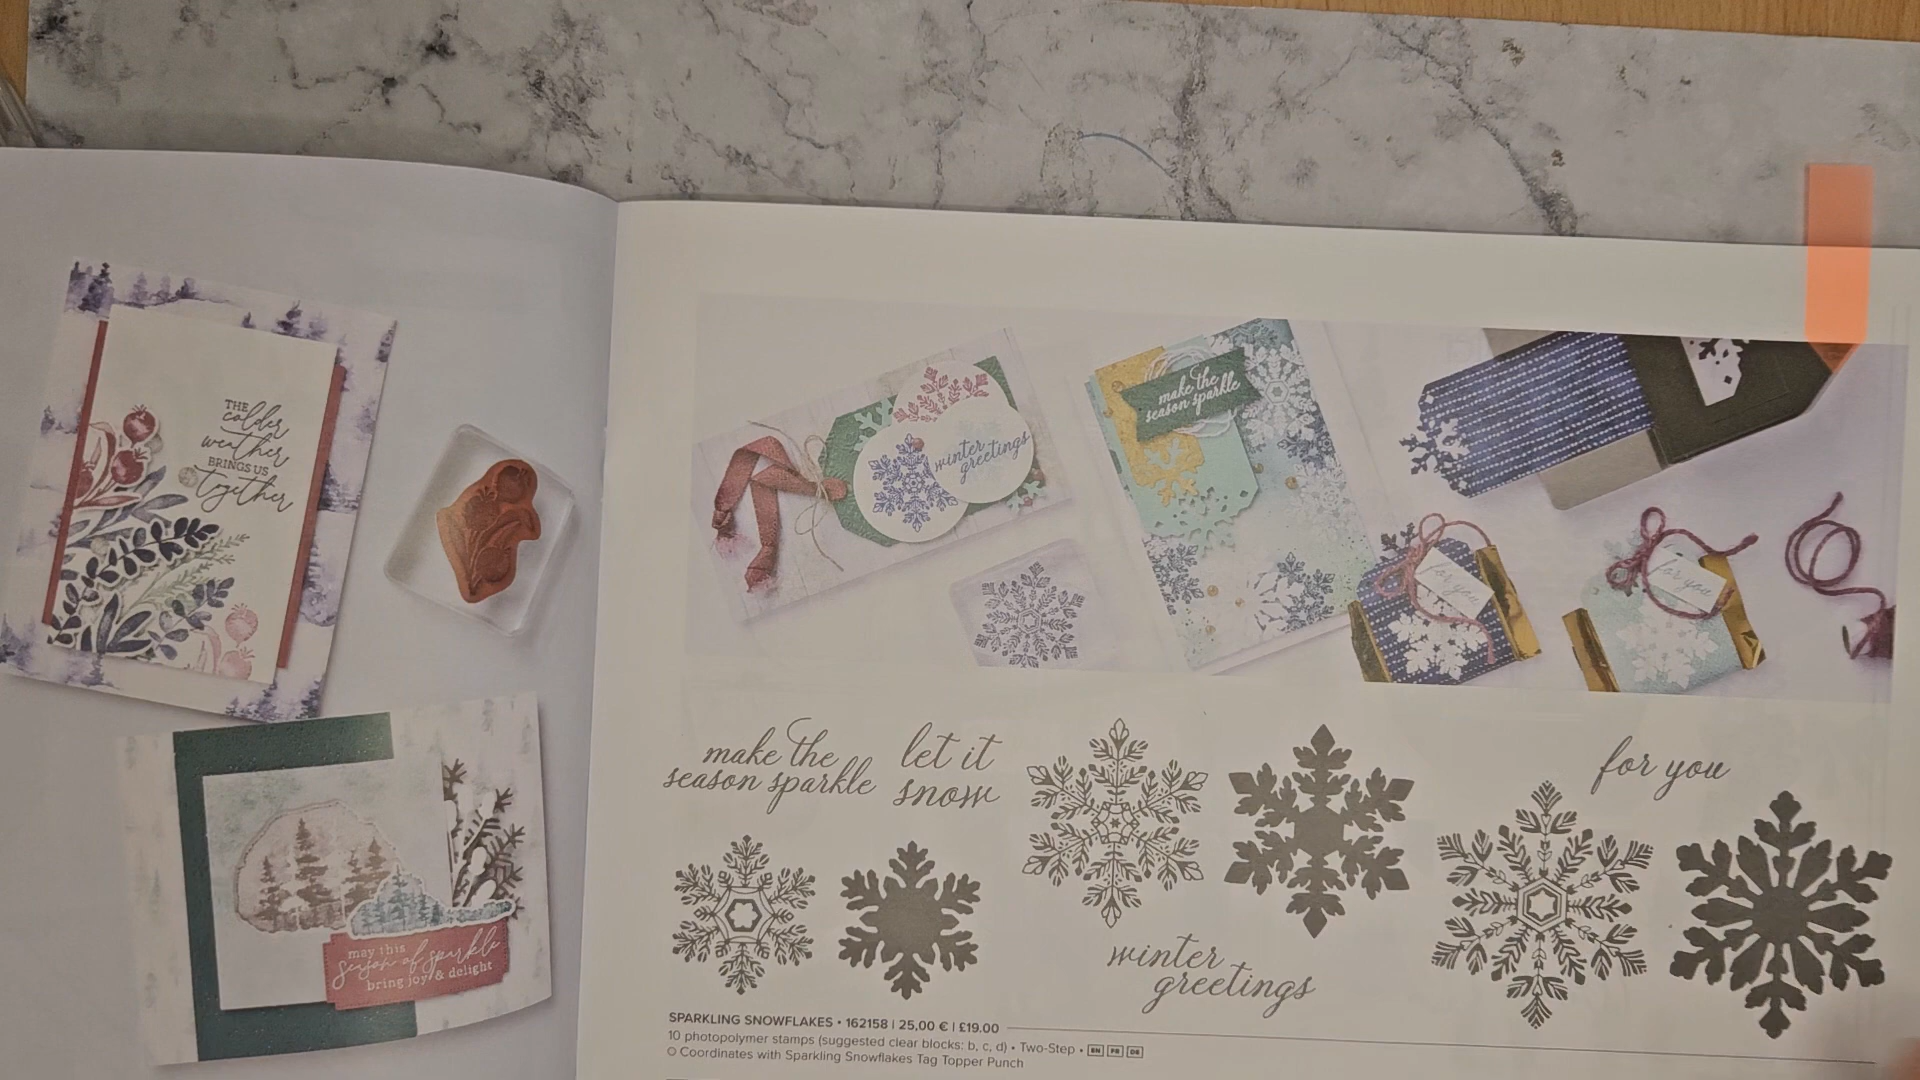 THE
colder
weather
BRINGS US
together
may this
season of sparkle
bring joy & delight
winter
greetings
make the
season sparkle
for you
for you
make the
season sparkle
let it
snow
winter
greetings
for you
SPARKLING SNOWFLAKES • 162158 | 25,00 € | £19.00
10 photopolymer stamps (suggested clear blocks: b, c, d) • Two-Step • EN FR DE
Coordinates with Sparkling Snowflakes Tag Topper Punch